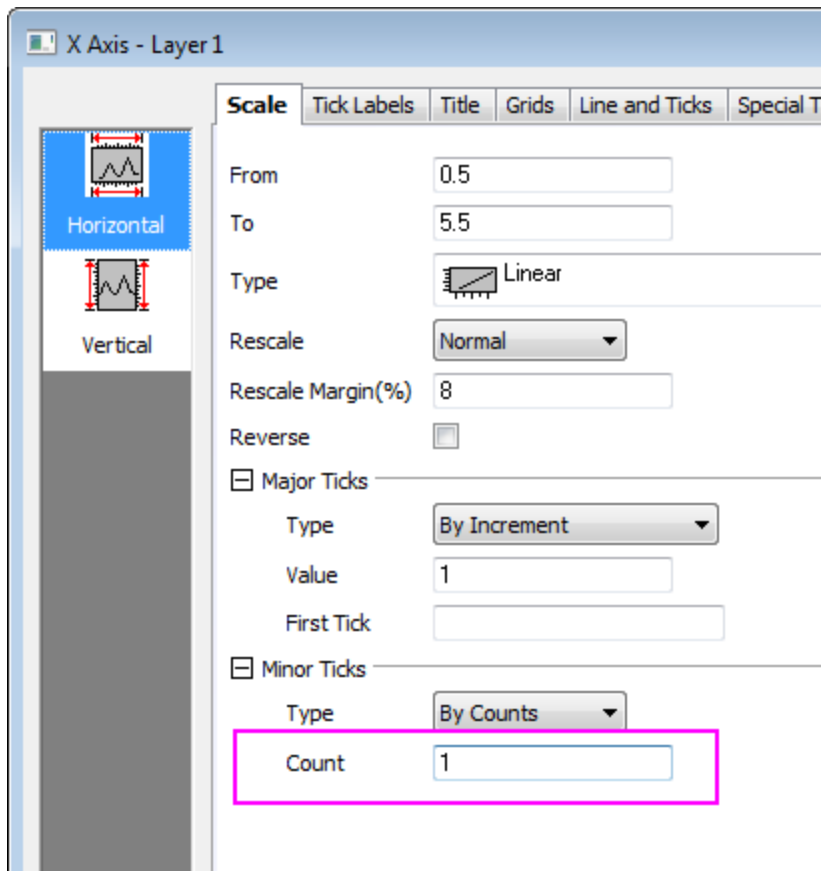 X Axis - Layer 1
Scale Tick Labels Title Grids Line and Ticks Special T
Horizontal
Vertical
From 0.5
To 5.5
Type Linear
Rescale Normal
Rescale Margin(%) 8
Reverse
Major Ticks
Type By Increment
Value 1
First Tick
Minor Ticks
Type By Counts
Count 1